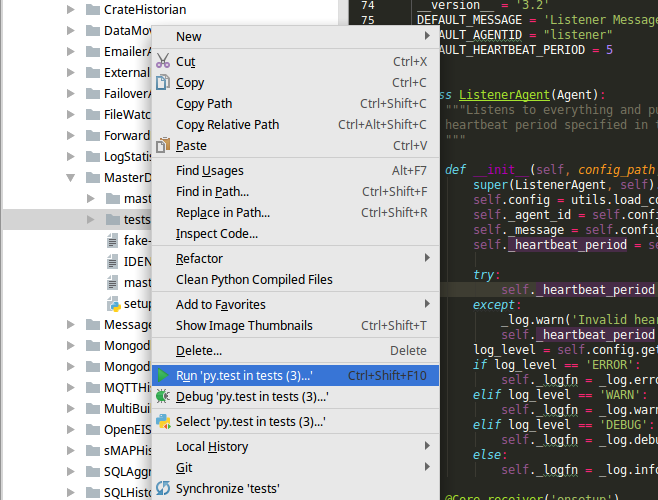 CrateHistorian
DataMov
EmailerA
External
FailoverA
FileWatc
Forward
LogStatis
MasterD
mas
tests
fake-
IDEN
mast
setup
Message
Mongod
Mongod
MQTTHis
MultiBui
OpenEIS
sMAPHis
SQLAggr
SQLHisto
New
Cut Ctrl+X
Copy Ctrl+C
Copy Path Ctrl+Shift+C
Copy Relative Path Ctrl+Alt+Shift+C
Paste Ctrl+V
Find Usages Alt+F7
Find in Path... Ctrl+Shift+F
Replace in Path... Ctrl+Shift+R
Inspect Code...
Refactor
Clean Python Compiled Files
Add to Favorites
Show Image Thumbnails Ctrl+Shift+T
Delete... Delete
Run 'py.test in tests (3)...' Ctrl+Shift+F10
Debug 'py.test in tests (3)...'
Select 'py.test in tests (3)...'
Local History
Git
Synchronize 'tests'
74 __version__ = '3.2'
75 DEFAULT_MESSAGE = 'Listener Messag
EFAULT_AGENTID = "listener"
AULT_HEARTBEAT_PERIOD = 5
ss ListenerAgent(Agent):
"""Listens to everything and pu
heartbeat period specified in t
"""
def __init__(self, config_path
super(ListenerAgent, self)
self.config = utils.load_co
self._agent_id = self.confi
self._message = self.config
self._heartbeat_period = se
try:
self._heartbeat_period
except:
_log.warn('Invalid hear
self._heartbeat_period
log_level = self.config.get
if log_level == 'ERROR':
self._logfn = _log.erro
elif log_level == 'WARN':
self._logfn = _log.warn
elif log_level == 'DEBUG':
self._logfn = _log.debu
else:
self._logfn = _log.info
@Core.receiver('onsetup')